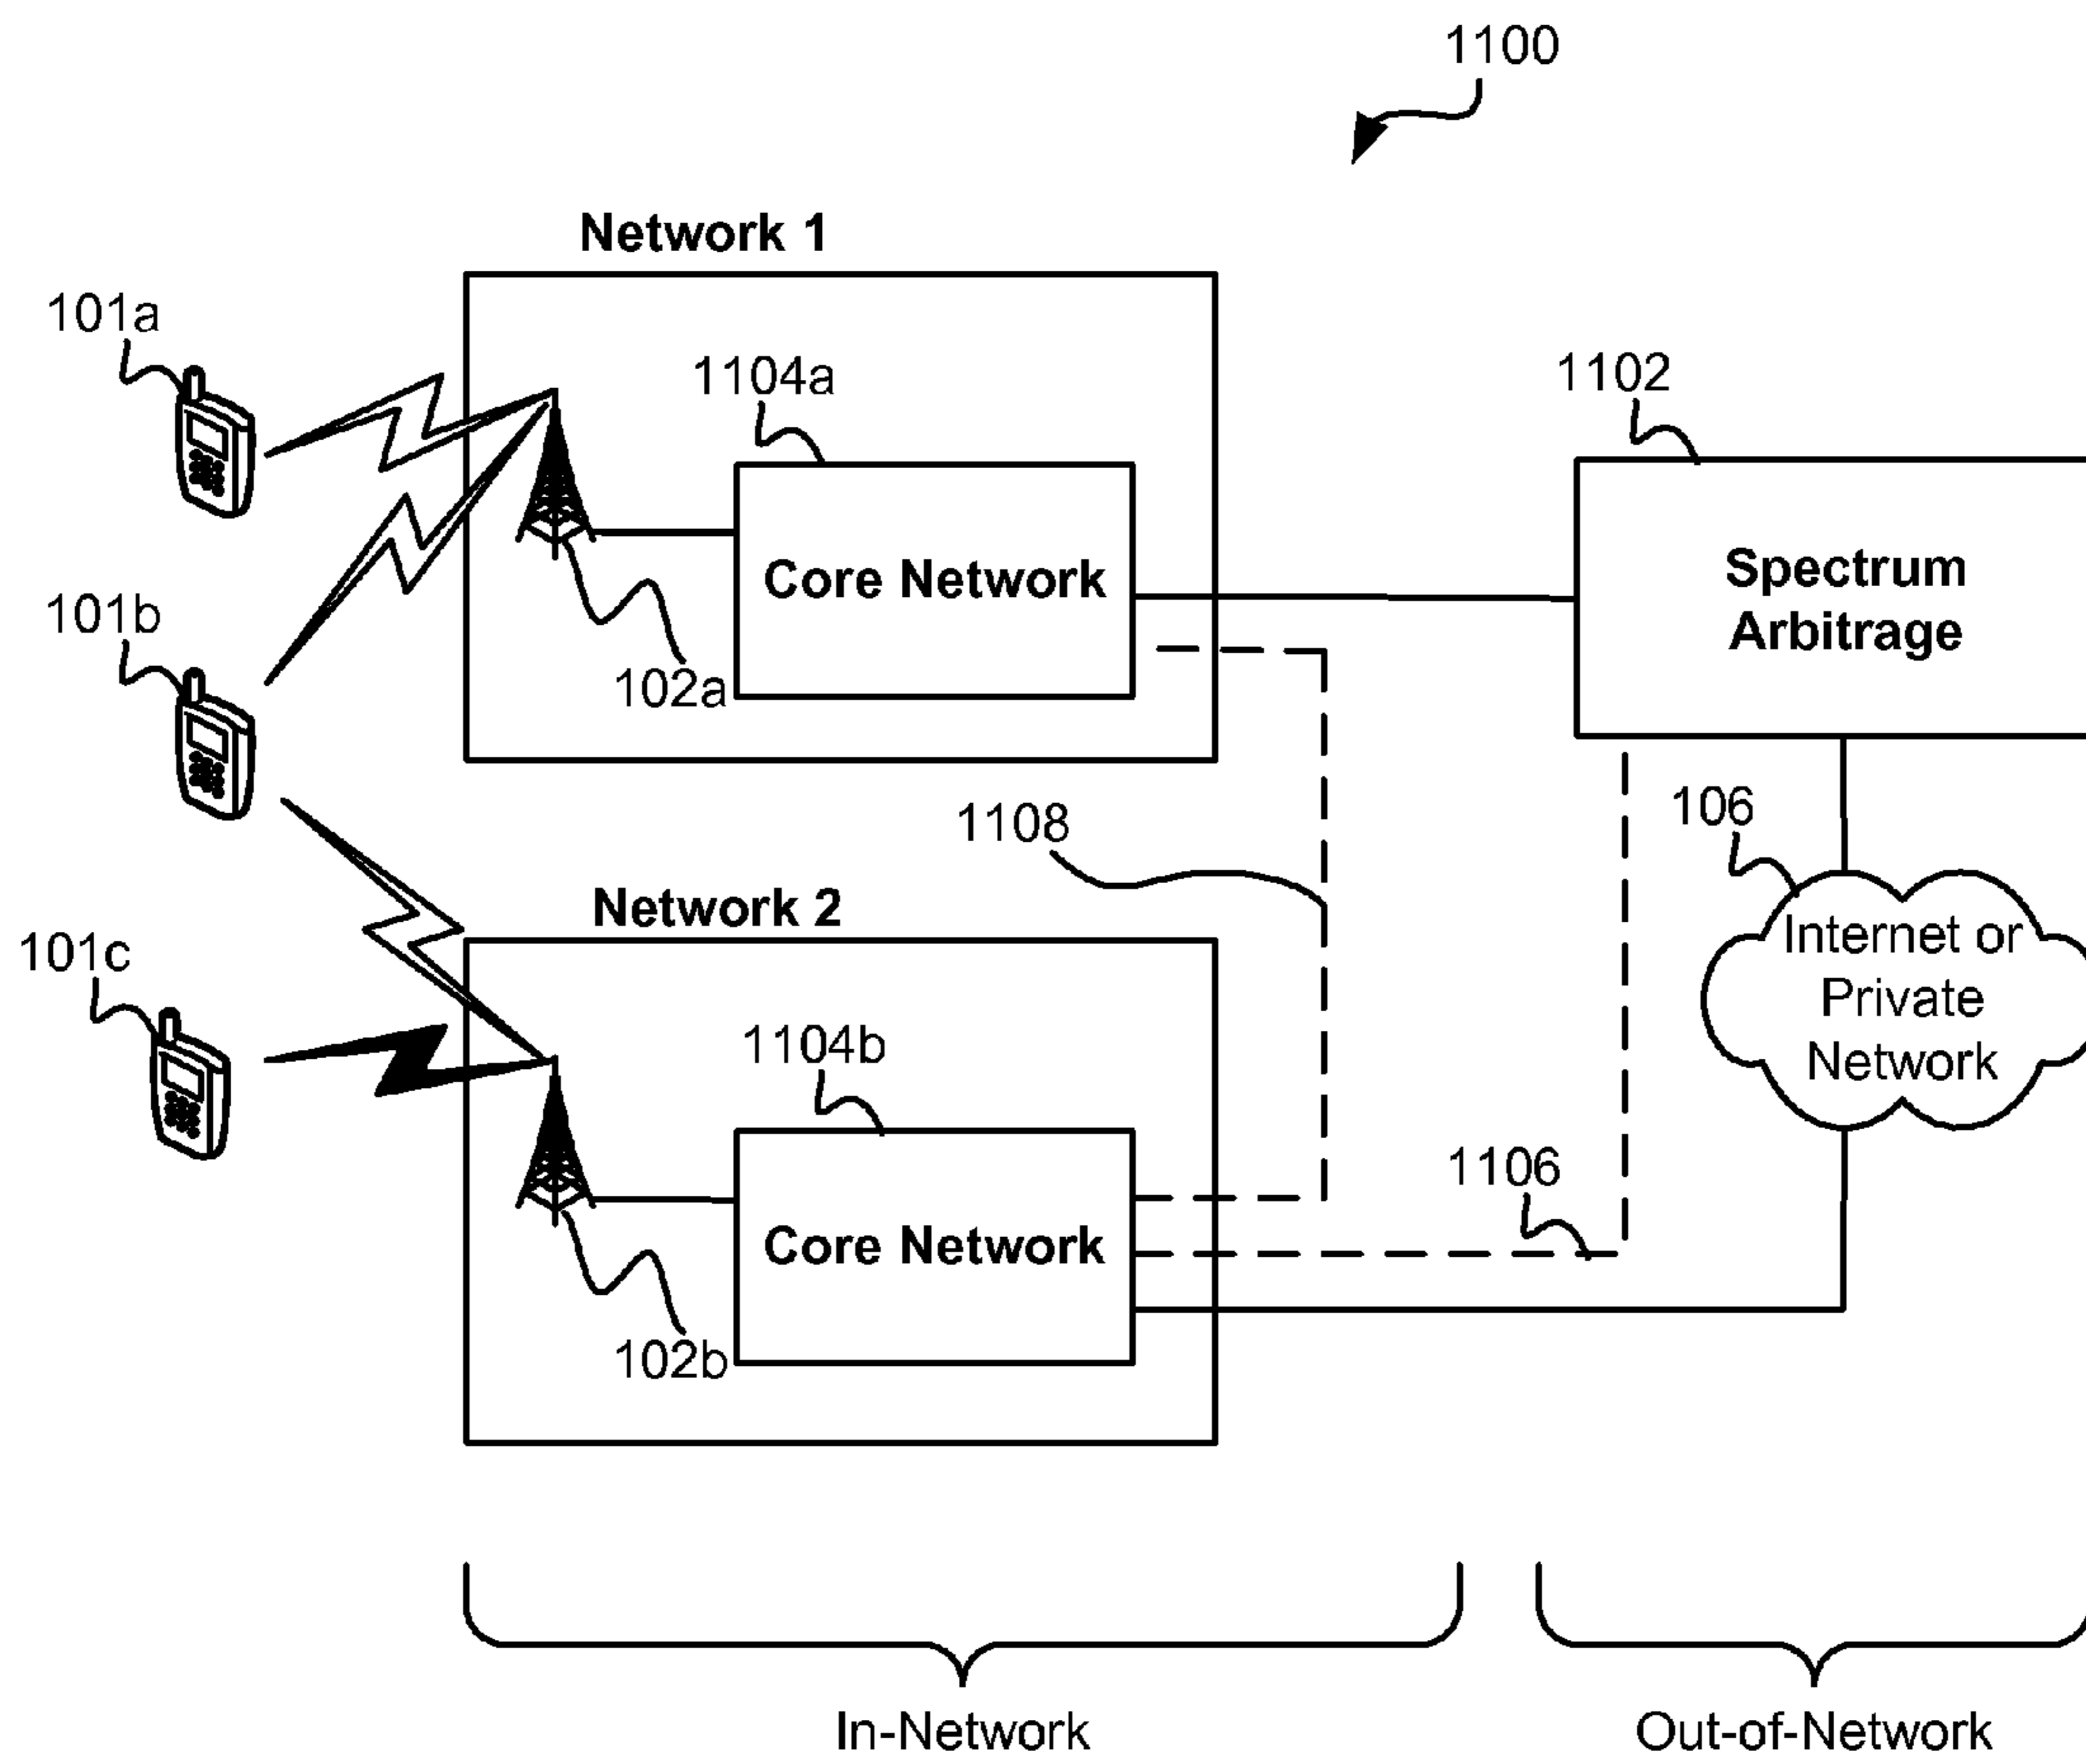 1100
Network 1
101a
1104a
1102
Spectrum
Arbitrage
Core Network
101b
102a
1108
106
Network 2
Internet or
Private
Network
101c
1104b
1106
Core Network
102b
In-Network
Out-of-Network